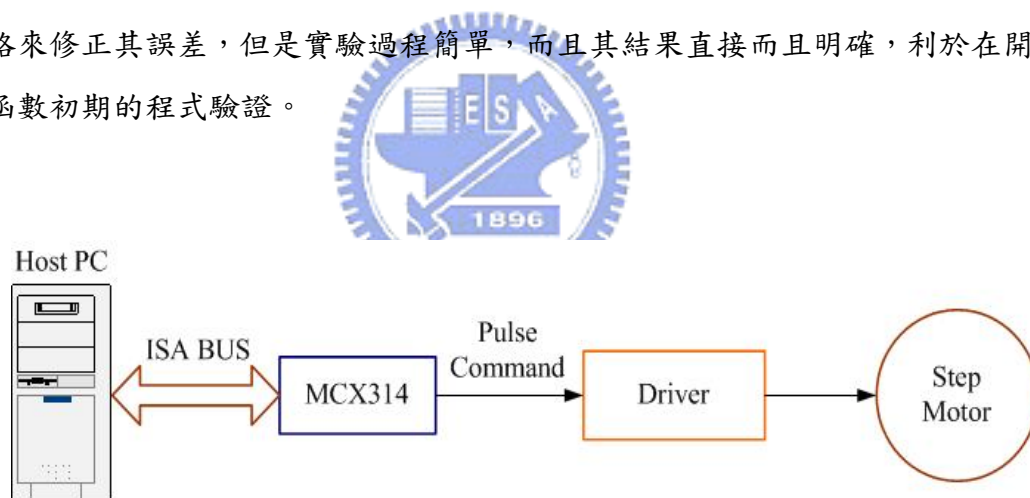 路來修正其誤差，但是實驗過程簡單，而且其結果直接而且明確，利於在開
函數初期的程式驗證。
E S A
1896
Host PC
ISA BUS
MCX314
Pulse
Command
Driver
Step
Motor